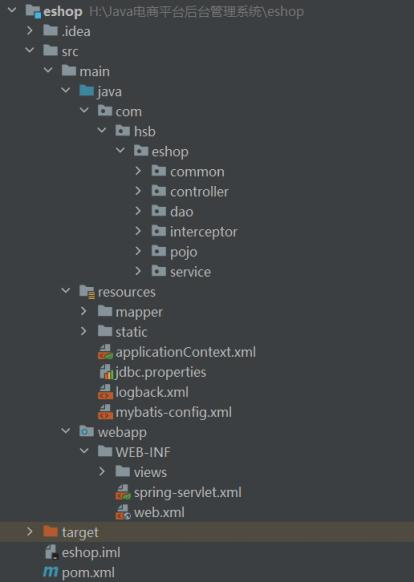 eshop H:\Java电商平台后台管理系统\eshop
.idea
src
main
java
com
hsb
eshop
common
controller
dao
interceptor
pojo
service
resources
mapper
static
applicationContext.xml
jdbc.properties
logback.xml
mybatis-config.xml
webapp
WEB-INF
views
spring-servlet.xml
web.xml
target
eshop.iml
pom.xml